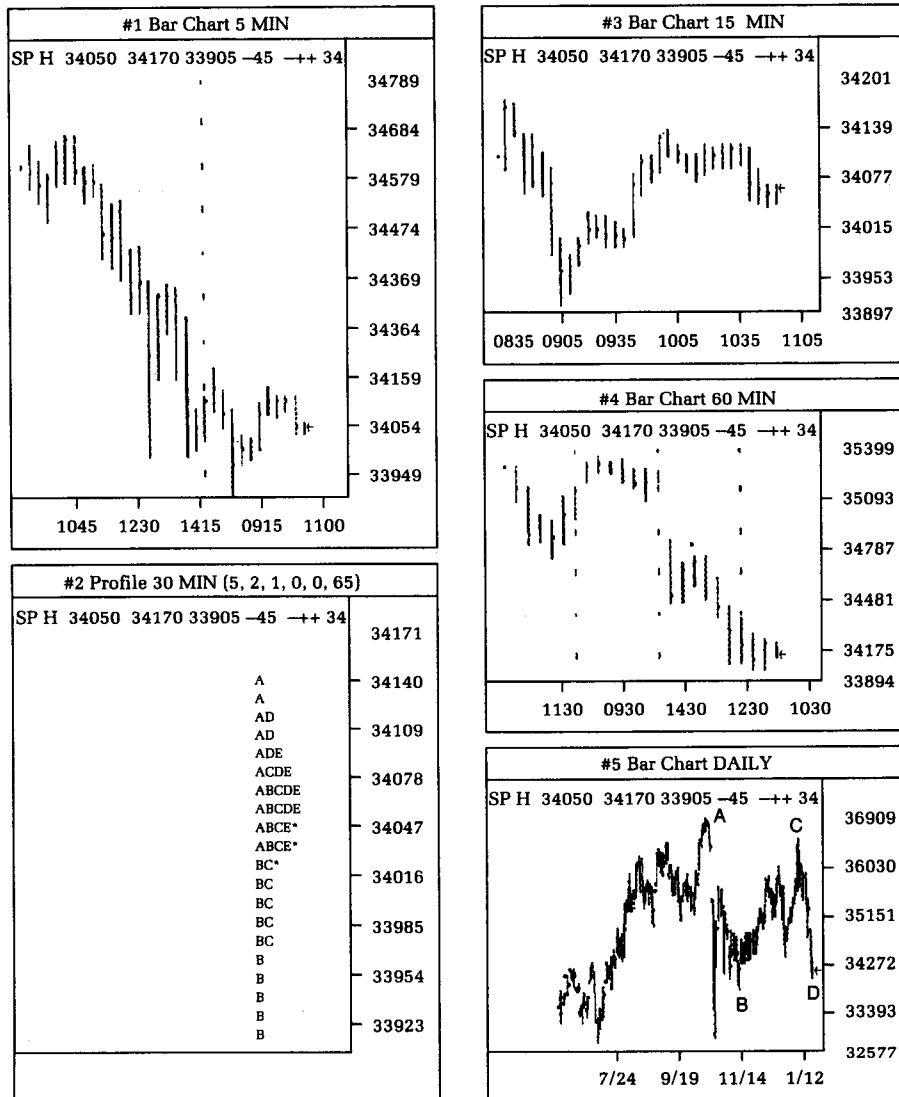 #1 Bar Chart 5 MIN
SP H 34050 34170 33905 –45 –++ 34
34789
34684
34579
34474
34369
34364
34159
34054
33949
1045 1230 1415 0915 1100
#2 Profile 30 MIN (5, 2, 1, 0, 0, 65)
SP H 34050 34170 33905 –45 –++ 34
34171
A 34140
A
AD 34109
AD
ADE
ACDE 34078
ABCDE
ABCDE
ABCE* 34047
ABCE*
BC*
BC 34016
BC
BC 33985
BC
B
B 33954
B
B 33923
#3 Bar Chart 15 MIN
SP H 34050 34170 33905 –45 –++ 34
34201
34139
34077
34015
33953
33897
0835 0905 0935 1005 1035 1105
#4 Bar Chart 60 MIN
SP H 34050 34170 33905 –45 –++ 34
35399
35093
34787
34481
34175
33894
1130 0930 1430 1230 1030
#5 Bar Chart DAILY
SP H 34050 34170 33905 –45 –++ 34
A C 36909
36030
35151
34272
B D
33393
32577
7/24 9/19 11/14 1/12